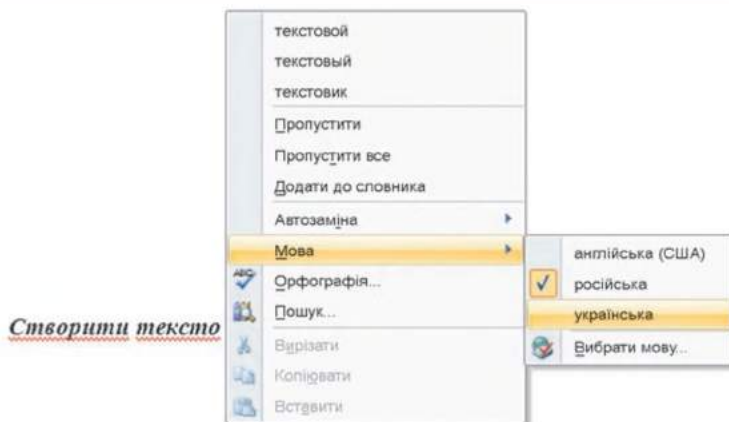 текстовой
текстовый
текстовик
Пропустити
Пропустити все
Додати до словника
Автозаміна
Мова
англійська (США)
Орфографія...
російська
Пошук...
українська
Створити тексто
Вирізати
Вибрати мову...
Копіювати
Вставити